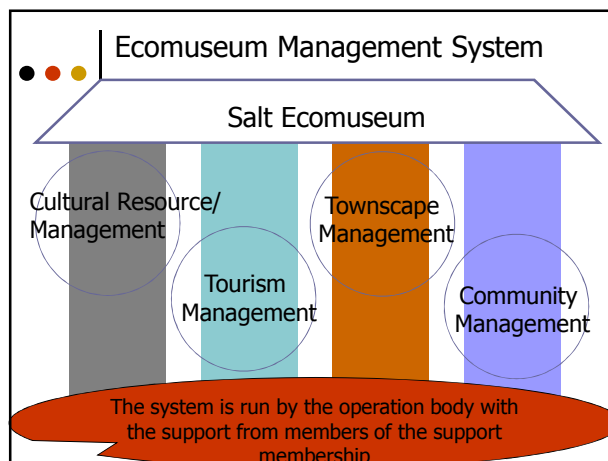 Ecomuseum Management System
Salt Ecomuseum
Cultural Resource/
Management
Tourism
Management
Townscape
Management
Community
Management
The system is run by the operation body with
the support from members of the support
membership